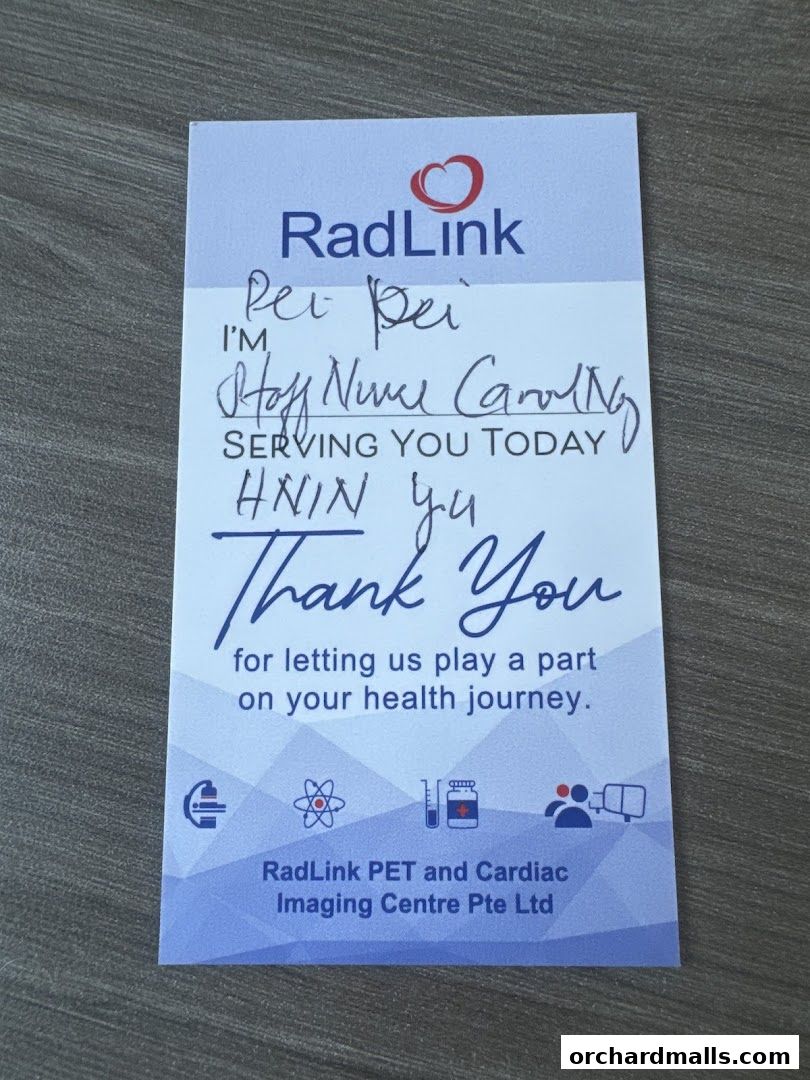 RadLink
Pei Pei
I'M
Staff Nurse Carol Ng
SERVING YOU TODAY
HNIN Yu
Thank You
for letting us play a part
on your health journey.
RadLink PET and Cardiac
Imaging Centre Pte Ltd
orchardmalls.com